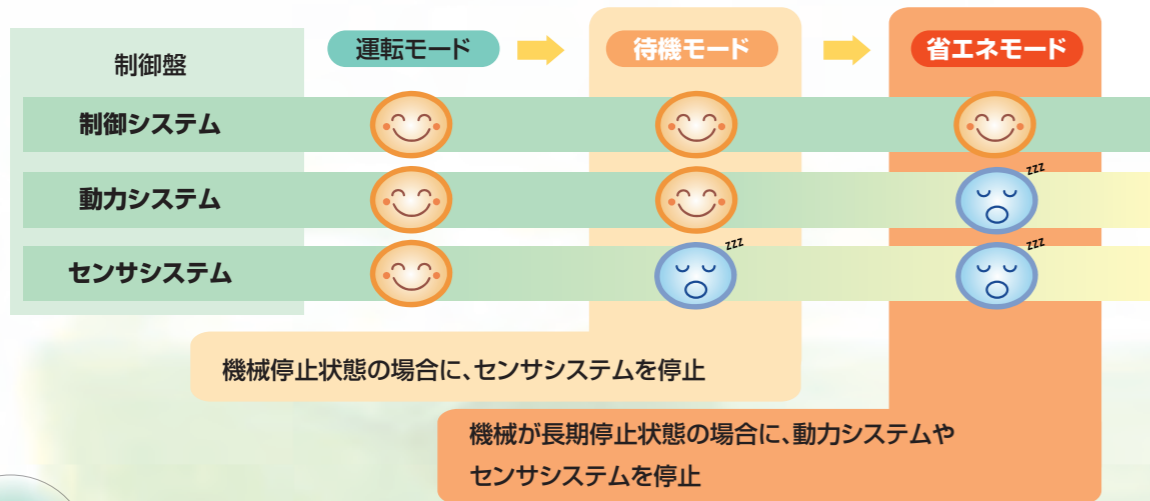 制御盤
運転モード
待機モード
省エネモード
制御システム
動力システム
zzz
センサシステム
zzz
zzz
機械停止状態の場合に、センサシステムを停止
機械が長期停止状態の場合に、動力システムや
センサシステムを停止